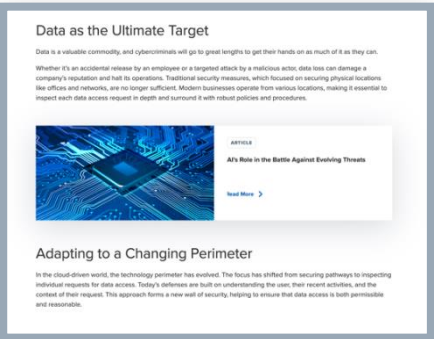 Data as the Ultimate Target
Data is a valuable commodity, and cybercriminals will go to great lengths to get their hands on as much of it as they can.
Whether it's an accidental release by an employee or a targeted attack by a malicious actor, data loss can damage a
company's reputation and halt its operations. Traditional security measures, which focused on securing physical locations
like offices and networks, are no longer sufficient. Modern businesses operate from various locations, making it essential to
inspect each data access request in depth and surround it with robust policies and procedures.
ARTICLE
AI's Role in the Battle Against Evolving Threats
Read More
Adapting to a Changing Perimeter
In the cloud-driven world, the technology perimeter has evolved. The focus has shifted from securing pathways to inspecting
individual requests for data access. Today's defenses are built on understanding the user, their recent activities, and the
context of their request. This approach forms a new wall of security, helping to ensure that data access is both permissible
and reasonable.